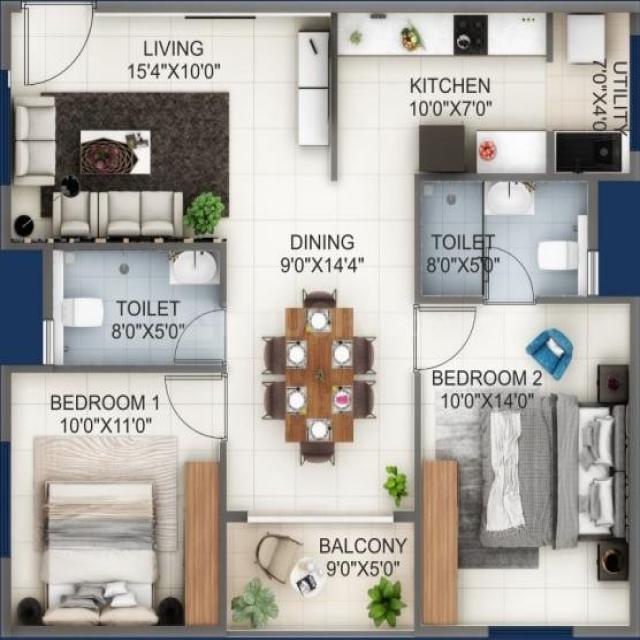 LIVING
15'4"X10'0"
KITCHEN
10'0"X7'0"
UTILITY
7'0"X4'0"
DINING
9'0"X14'4"
TOILET
8'0"X5'0"
TOILET
8'0"X5'0"
BEDROOM 1
10'0"X11'0"
BEDROOM 2
10'0"X14'0"
BALCONY
9'0"X5'0"